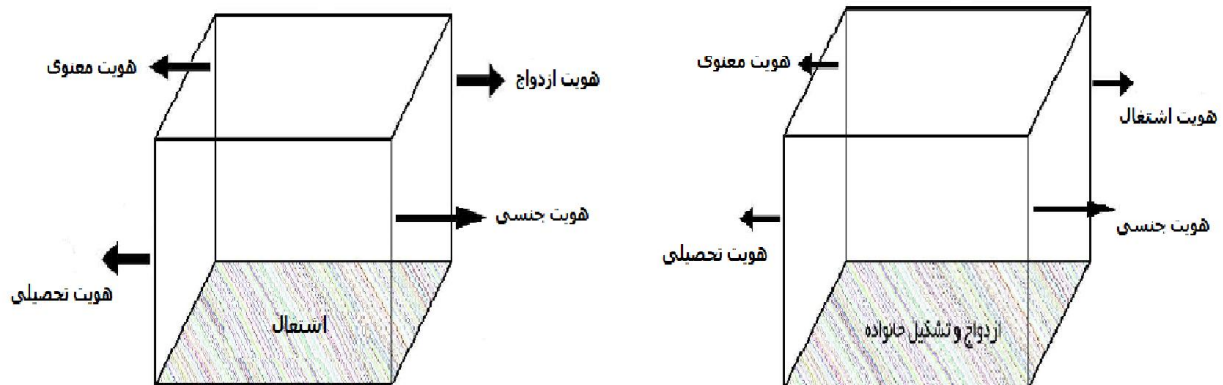 هویت معنوی
هویت ازدواج
هویت جنسی
هویت تحصیلی
اشتغال
هویت معنوی
هویت اشتغال
هویت جنسی
هویت تحصیلی
ازدواج و تشکیل خانواده